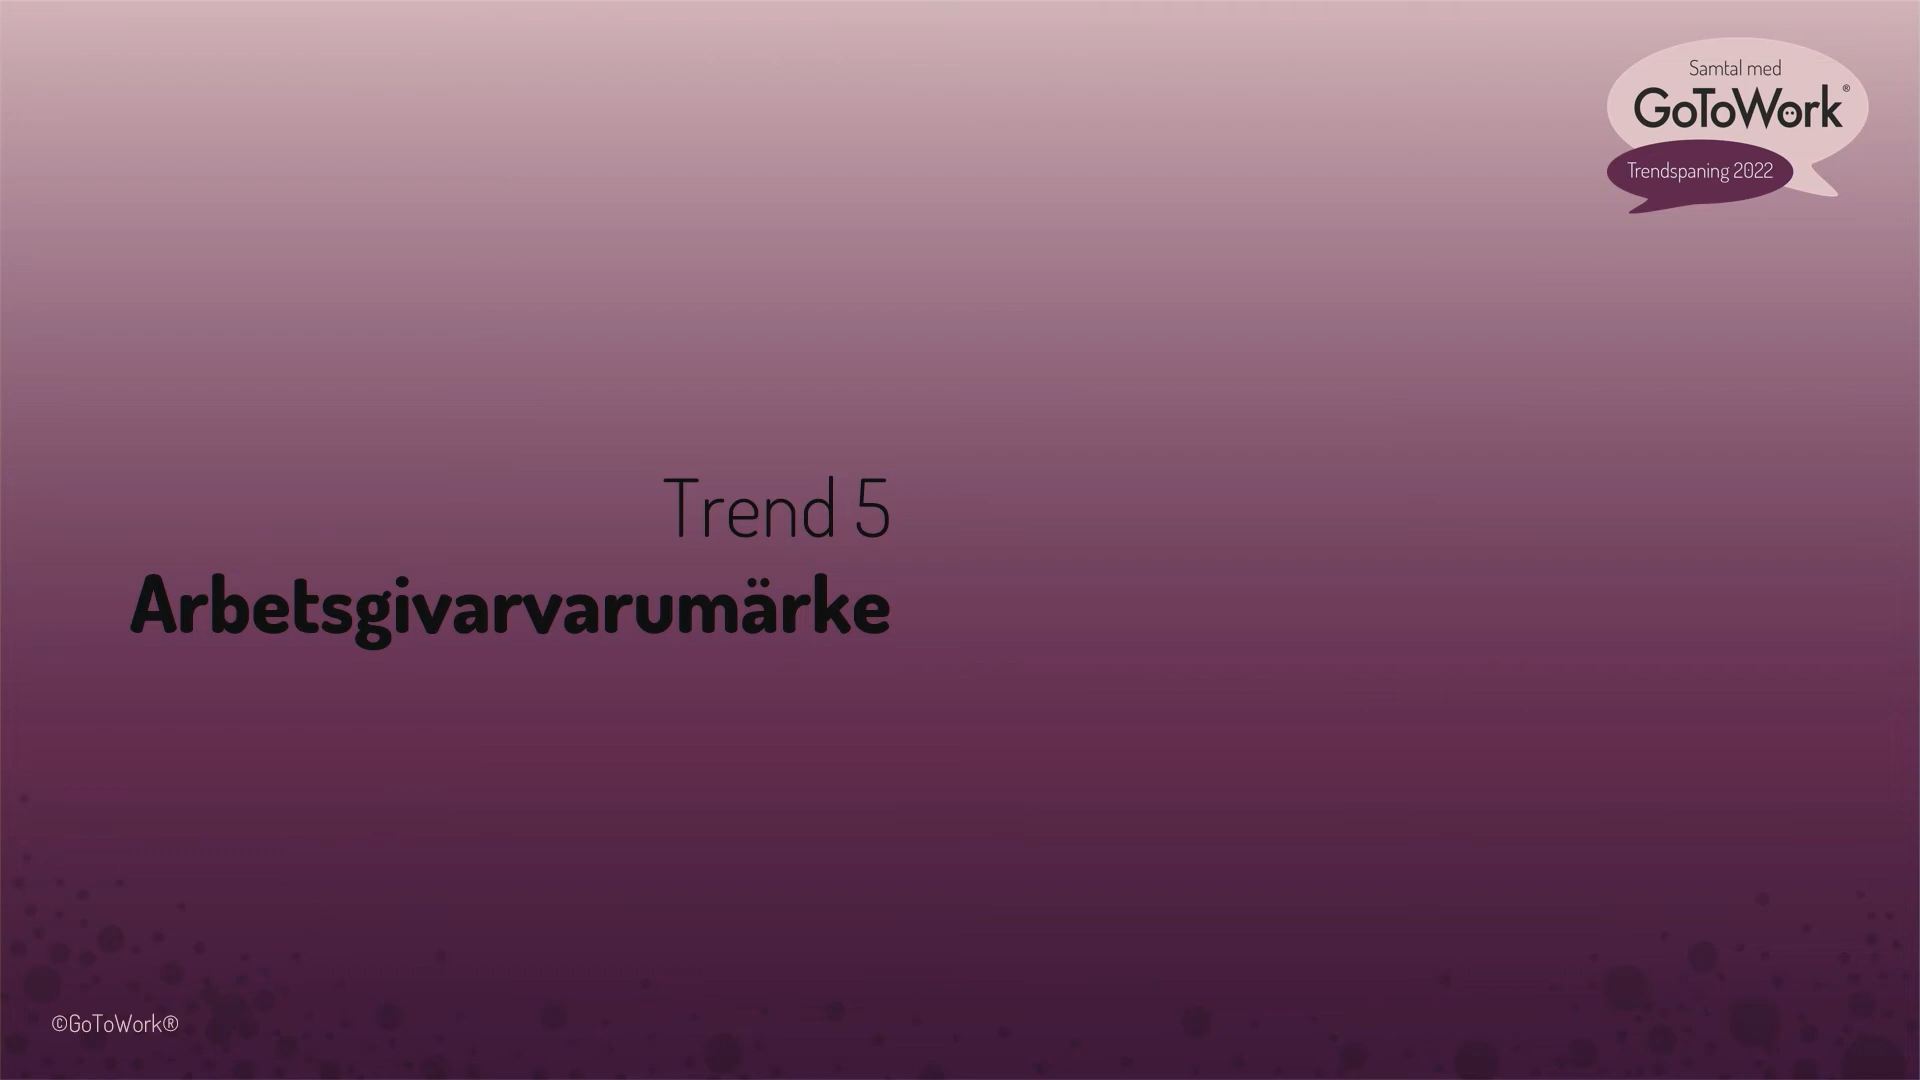 Samtal med
GoToWork®
Trendspaning 2022
Trend 5
Arbetsgivarvarumärke
©GoToWork®